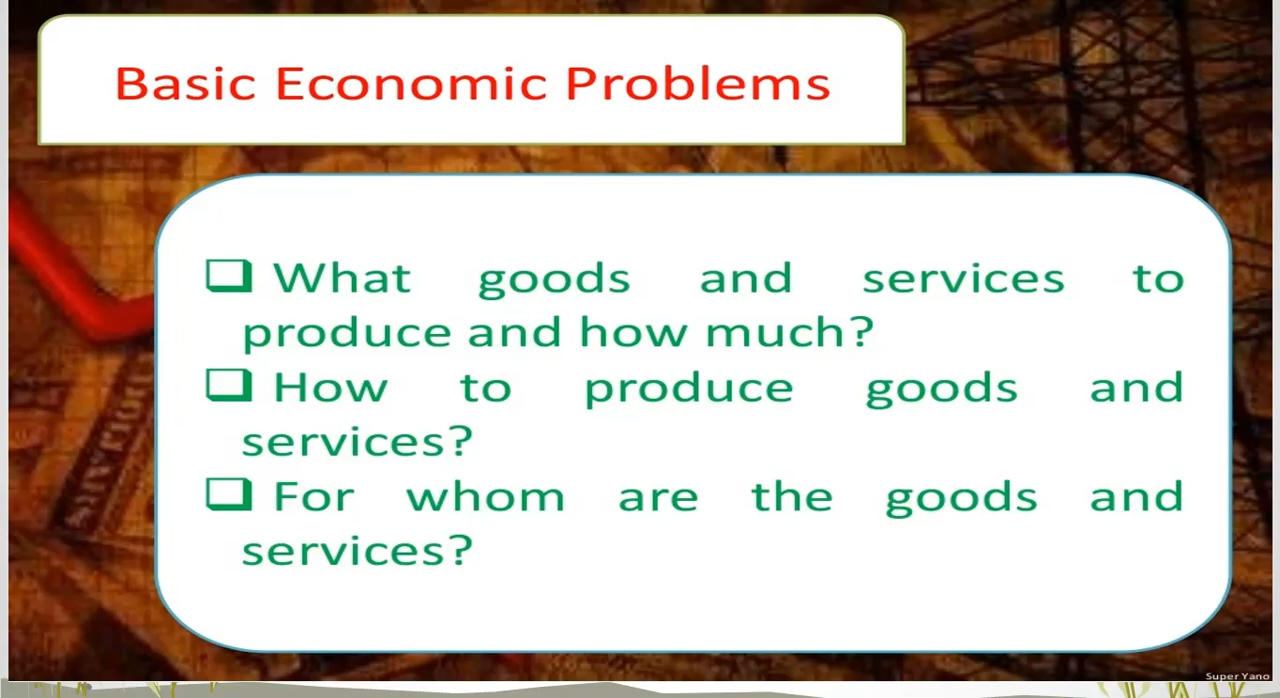 Basic Economic Problems
❑ What goods and services to
produce and how much?
❑ How to produce goods and
services?
❑ For whom are the goods and
services?
Super Yano